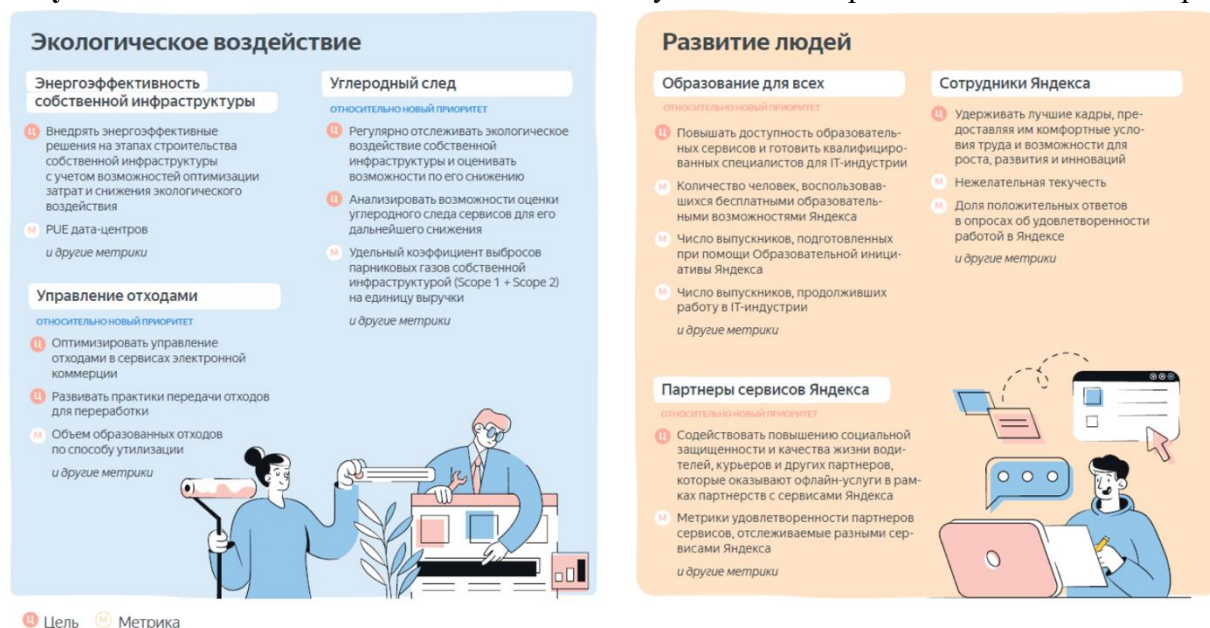 Экологическое воздействие
Энергоэффективность
собственной инфраструктуры
Ц Внедрять энергоэффективные
решения на этапах строительства
собственной инфраструктуры
с учетом возможностей оптимизации
затрат и снижения экологического
воздействия
М PUE дата-центров
и другие метрики
Управление отходами
ОТНОСИТЕЛЬНО НОВЫЙ ПРИОРИТЕТ
Ц Оптимизировать управление
отходами в сервисах электронной
коммерции
Ц Развивать практики передачи отходов
для переработки
М Объем образованных отходов
по способу утилизации
и другие метрики
Углеродный след
ОТНОСИТЕЛЬНО НОВЫЙ ПРИОРИТЕТ
Ц Регулярно отслеживать экологическое
воздействие собственной
инфраструктуры и оценивать
возможности по его снижению
Ц Анализировать возможности оценки
углеродного следа сервисов для его
дальнейшего снижения
М Удельный коэффициент выбросов
парниковых газов собственной
инфраструктурой (Scope 1 + Scope 2)
на единицу выручки
и другие метрики
Развитие людей
Образование для всех
ОТНОСИТЕЛЬНО НОВЫЙ ПРИОРИТЕТ
Ц Повышать доступность образователь-
ных сервисов и готовить квалифициро-
ванных специалистов для IT-индустрии
М Количество человек, воспользовав-
шихся бесплатными образователь-
ными возможностями Яндекса
М Число выпускников, подготовленных
при помощи Образовательной иници-
ативы Яндекса
М Число выпускников, продолживших
работу в IT-индустрии
и другие метрики
Партнеры сервисов Яндекса
ОТНОСИТЕЛЬНО НОВЫЙ ПРИОРИТЕТ
Ц Содействовать повышению социальной
защищенности и качества жизни води-
телей, курьеров и других партнеров,
которые оказывают офлайн-услуги в рам-
ках партнерств с сервисами Яндекса
М Метрики удовлетворенности партнеров
сервисов, отслеживаемые разными сер-
висами Яндекса
и другие метрики
Сотрудники Яндекса
Ц Удерживать лучшие кадры, пре-
доставляя им комфортные усло-
вия труда и возможности для
роста, развития и инноваций
М Нежелательная текучесть
М Доля положительных ответов
в опросах об удовлетворенности
работой в Яндексе
и другие метрики
Ц Цель М Метрика